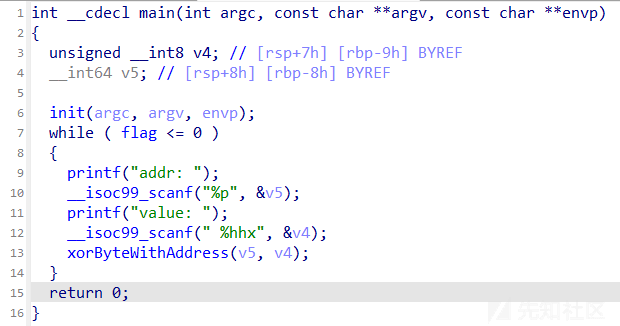 1 int __cdecl main(int argc, const char **argv, const char **envp)
2 {
3 unsigned __int8 v4; // [rsp+7h] [rbp-9h] BYREF
4 __int64 v5; // [rsp+8h] [rbp-8h] BYREF
5
6 init(argc, argv, envp);
7 while ( flag <= 0 )
8 {
9 printf("addr: ");
10 __isoc99_scanf("%p", &v5);
11 printf("value: ");
12 __isoc99_scanf(" %hhx", &v4);
13 xorByteWithAddress(v5, v4);
14 }
15 return 0;
16 }
先知社区